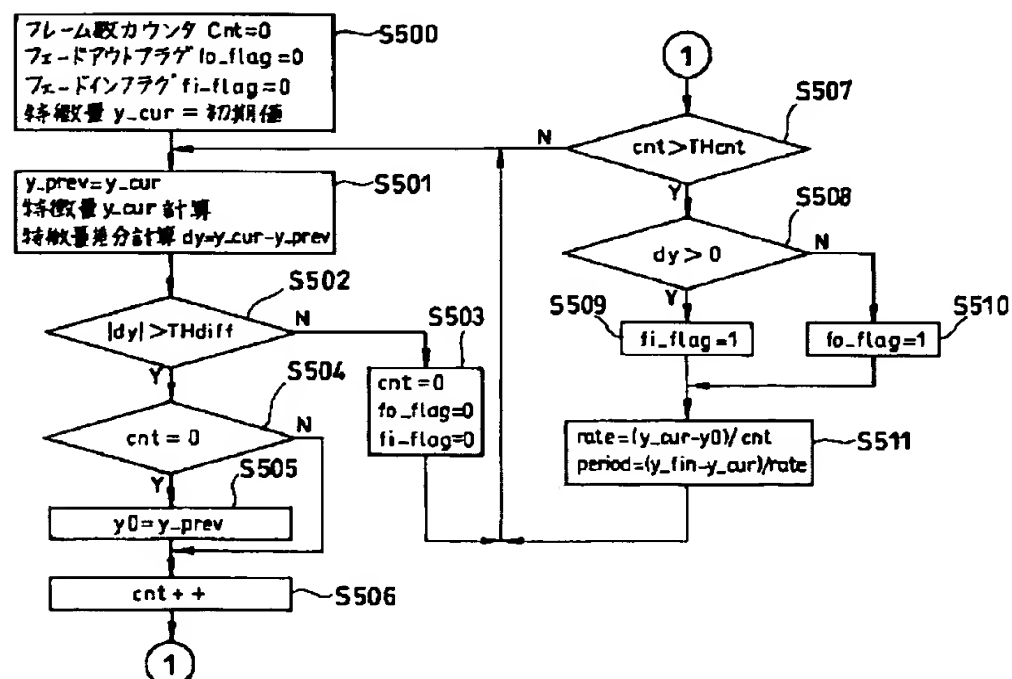 フレーム数カウンタ Cnt=0
フェードアウトフラグ fo_flag=0
フェードインフラグ fi-flag=0
特徴量 y_cur = 初期値
S500
y_prev=y_cur
特徴量 y_cur 計算
特徴量差分計算 dy=y_cur-y_prev
S501
|dy|>THdiff
S502
N
Y
cnt=0
fo_flag=0
fi-flag=0
S503
cnt = 0
S504
N
Y
y0=y_prev
S505
cnt++
S506
1
1
cnt>THcnt
S507
N
Y
dy > 0
S508
N
Y
fi_flag=1
S509
fo_flag=1
S510
rate=(y_cur-y0)/cnt
period=(y_fin-y_cur)/rate
S511